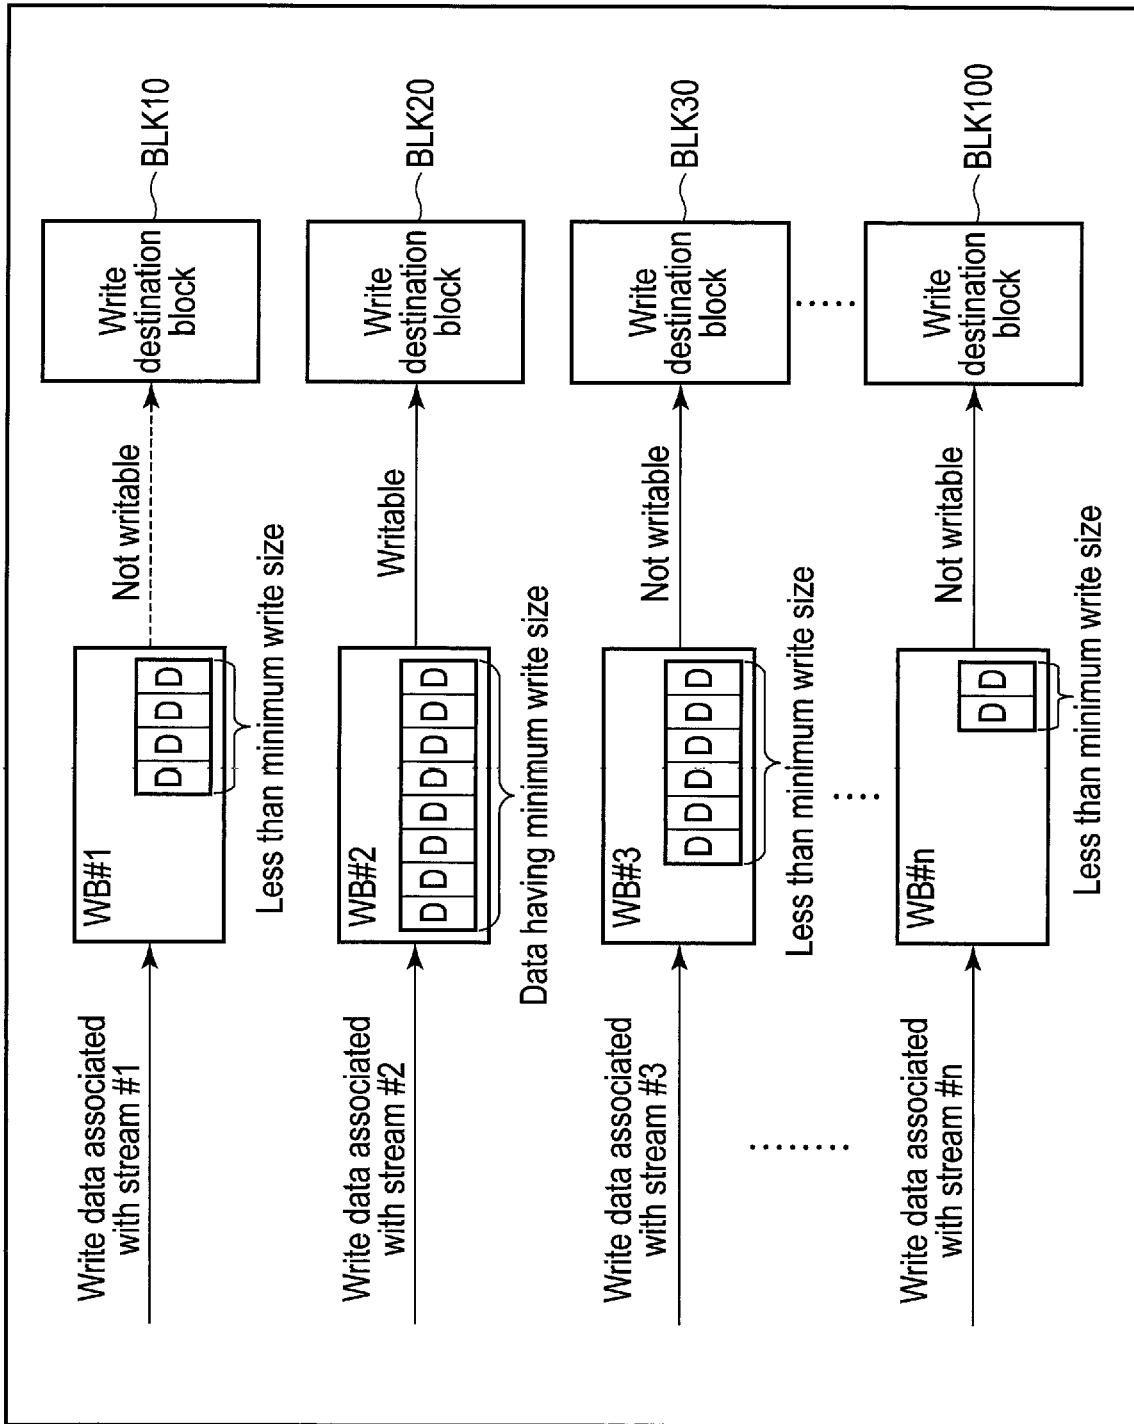 Write data associated
with stream #1
WB#1
D D D D
Less than minimum write size
Not writable
Write
destination
block
BLK10
Write data associated
with stream #2
WB#2
D D D D D D D D
Data having minimum write size
Writable
Write
destination
block
BLK20
Write data associated
with stream #3
WB#3
D D D D D D
Less than minimum write size
Not writable
Write
destination
block
BLK30
Write data associated
with stream #n
WB#n
D D
Less than minimum write size
Not writable
Write
destination
block
BLK100